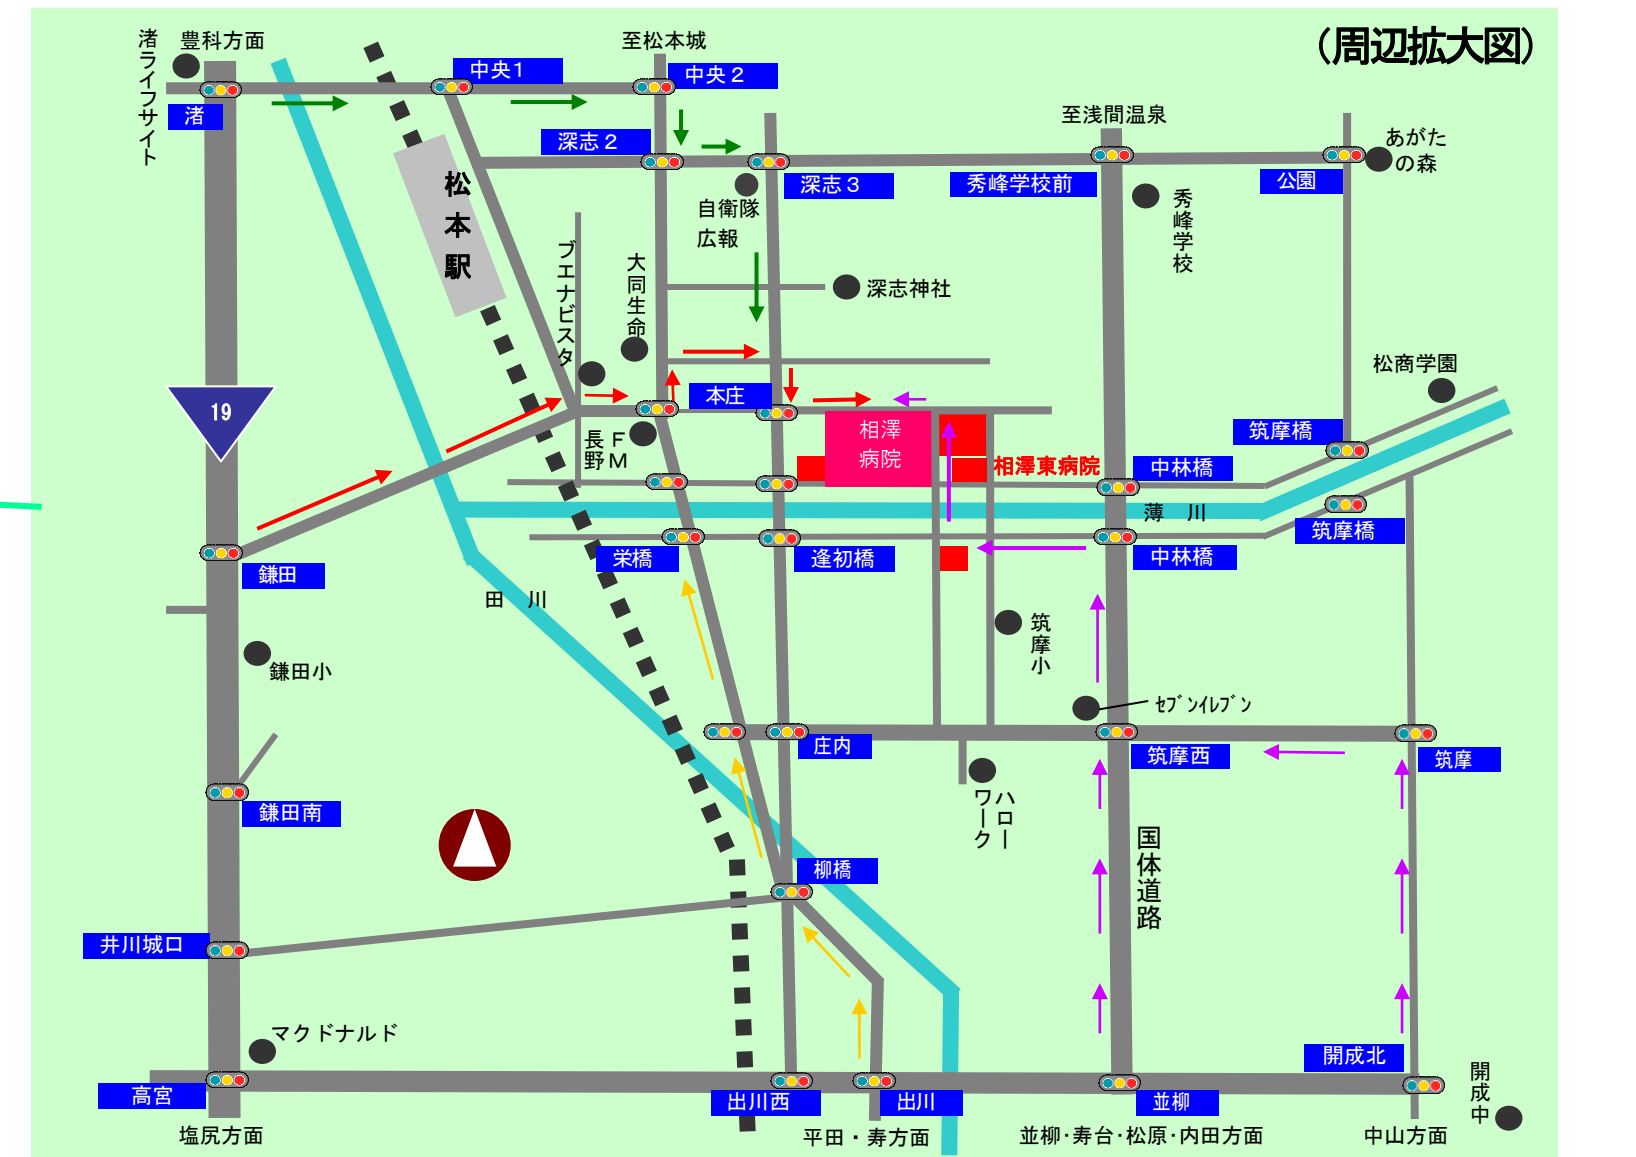 （周辺拡大図）
渚ライフサイト
豊科方面
至松本城
中央１
中央２
渚
深志２
至浅間温泉
あがた
の森
深志３
秀峰学校前
公園
松本駅
自衛隊
広報
秀峰学校
ブエナビスタ
大同生命
深志神社
松商学園
19
本庄
相澤
病院
筑摩橋
長野ＦＭ
相澤東病院
中林橋
薄　川
筑摩橋
栄橋
逢初橋
中林橋
鎌田
田　川
筑摩小
鎌田小
ｾﾌﾞﾝｲﾚﾌﾞﾝ
庄内
筑摩西
筑摩
ハローワーク
鎌田南
国体道路
柳橋
井川城口
マクドナルド
開成北
開成中
高宮
出川西
出川
並柳
塩尻方面
平田・寿方面
並柳･寿台･松原･内田方面
中山方面